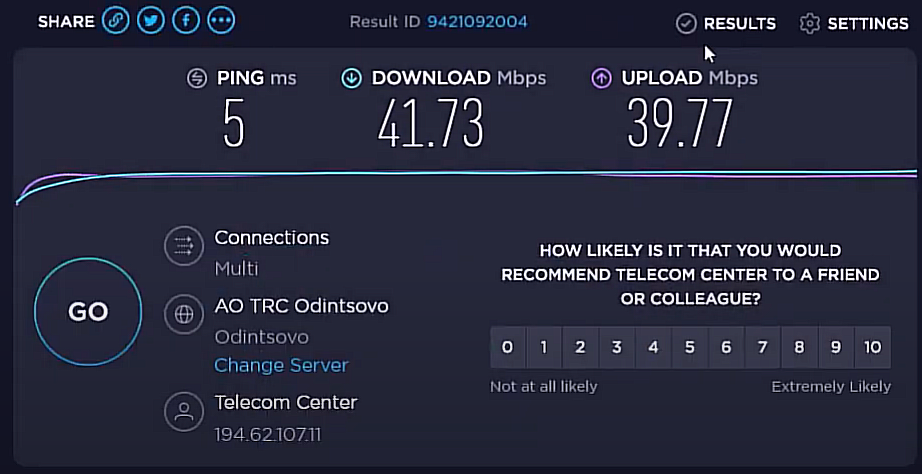 SHARE
Result ID 9421092004
RESULTS
SETTINGS
PING ms
DOWNLOAD Mbps
UPLOAD Mbps
5
41.73
39.77
GO
Connections
Multi
AO TRC Odintsovo
Odintsovo
Change Server
Telecom Center
194.62.107.11
HOW LIKELY IS IT THAT YOU WOULD
RECOMMEND TELECOM CENTER TO A FRIEND
OR COLLEAGUE?
0 1 2 3 4 5 6 7 8 9 10
Not at all likely
Extremely Likely